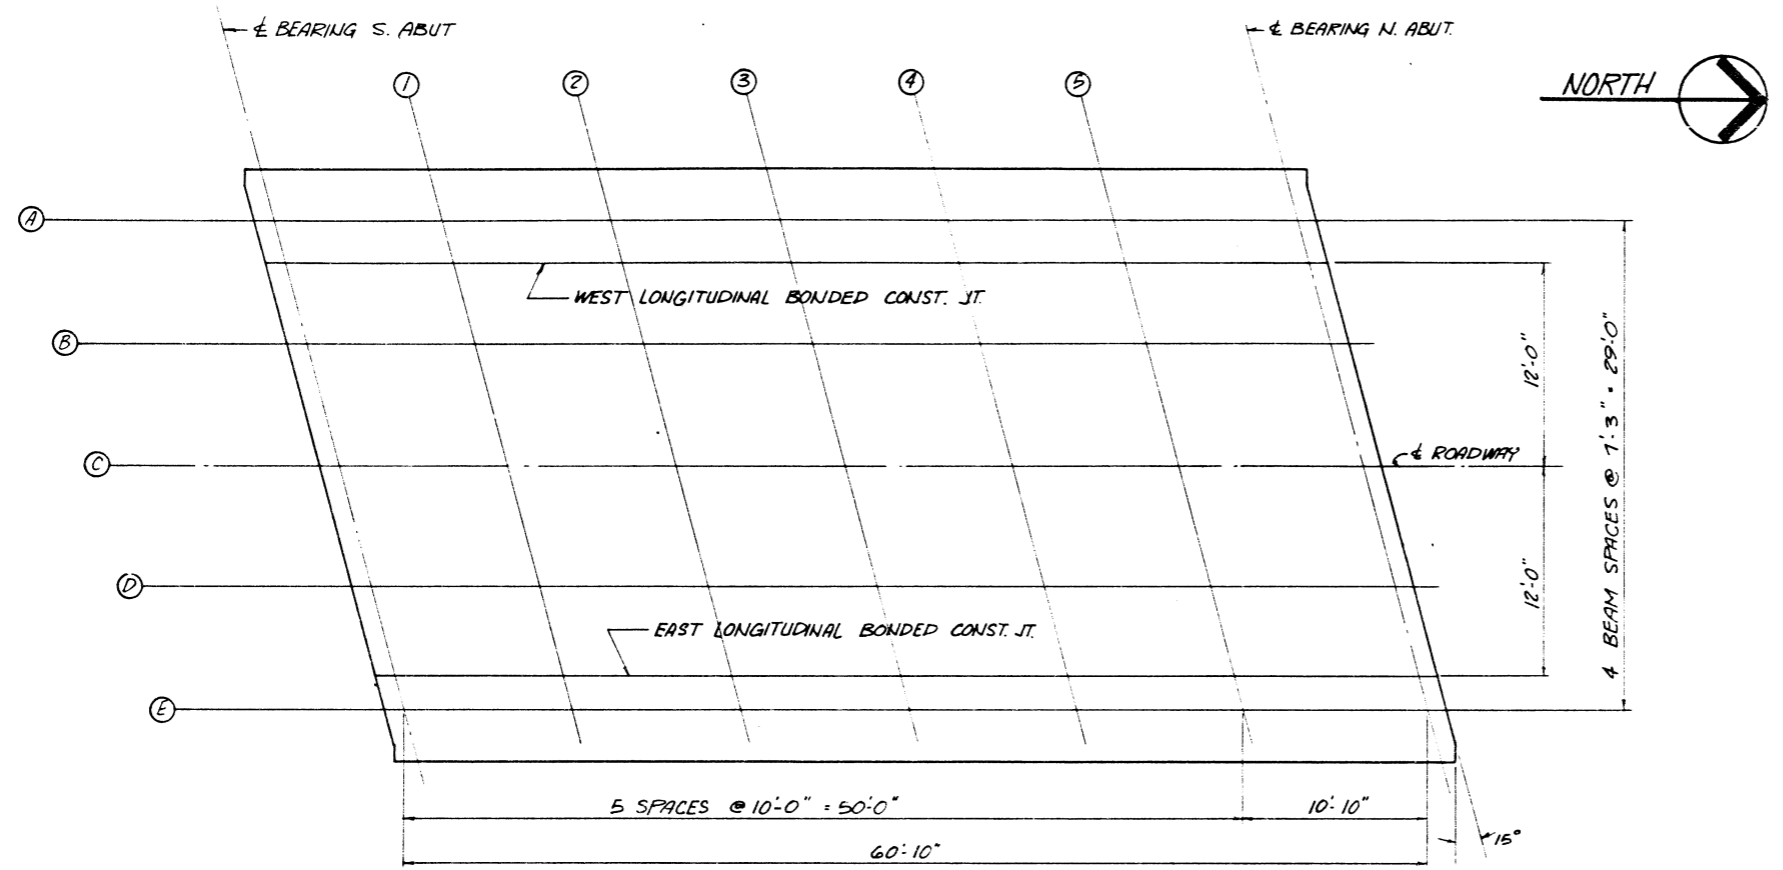 ℄ BEARING S. ABUT
℄ BEARING N. ABUT.
NORTH
1 2 3 4 5
A
WEST LONGITUDINAL BONDED CONST. JT.
B
12'-0"
4 BEAM SPACES @ 7'-3" = 29'-0"
C
℄ ROADWAY
D
12'-0"
EAST LONGITUDINAL BONDED CONST. JT.
E
5 SPACES @ 10'-0" = 50'-0"
10'-10"
15°
60'-10"